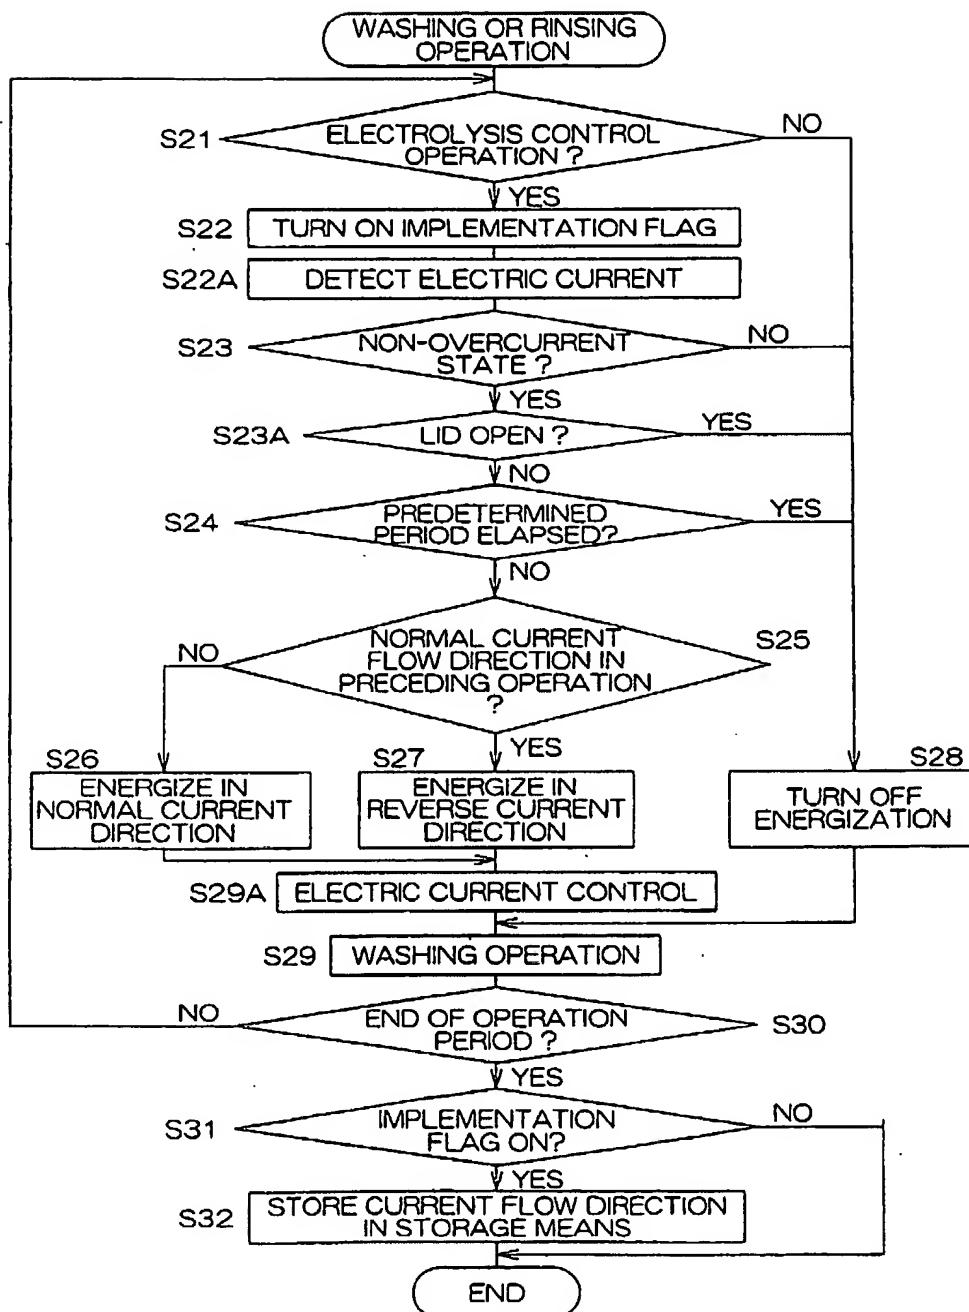 WASHING OR RINSING
OPERATION
S21
ELECTROLYSIS CONTROL
OPERATION ?
NO
YES
S22
TURN ON IMPLEMENTATION FLAG
S22A
DETECT ELECTRIC CURRENT
S23
NON-OVERCURRENT
STATE ?
NO
YES
S23A
LID OPEN ?
YES
NO
S24
PREDETERMINED
PERIOD ELAPSED?
YES
NO
S25
NORMAL CURRENT
FLOW DIRECTION IN
PRECEDING OPERATION
?
NO
YES
S26
ENERGIZE IN
NORMAL CURRENT
DIRECTION
S27
ENERGIZE IN
REVERSE CURRENT
DIRECTION
S28
TURN OFF
ENERGIZATION
S29A
ELECTRIC CURRENT CONTROL
S29
WASHING OPERATION
NO
END OF OPERATION
PERIOD ?
S30
YES
S31
IMPLEMENTATION
FLAG ON?
NO
YES
S32
STORE CURRENT FLOW DIRECTION
IN STORAGE MEANS
END